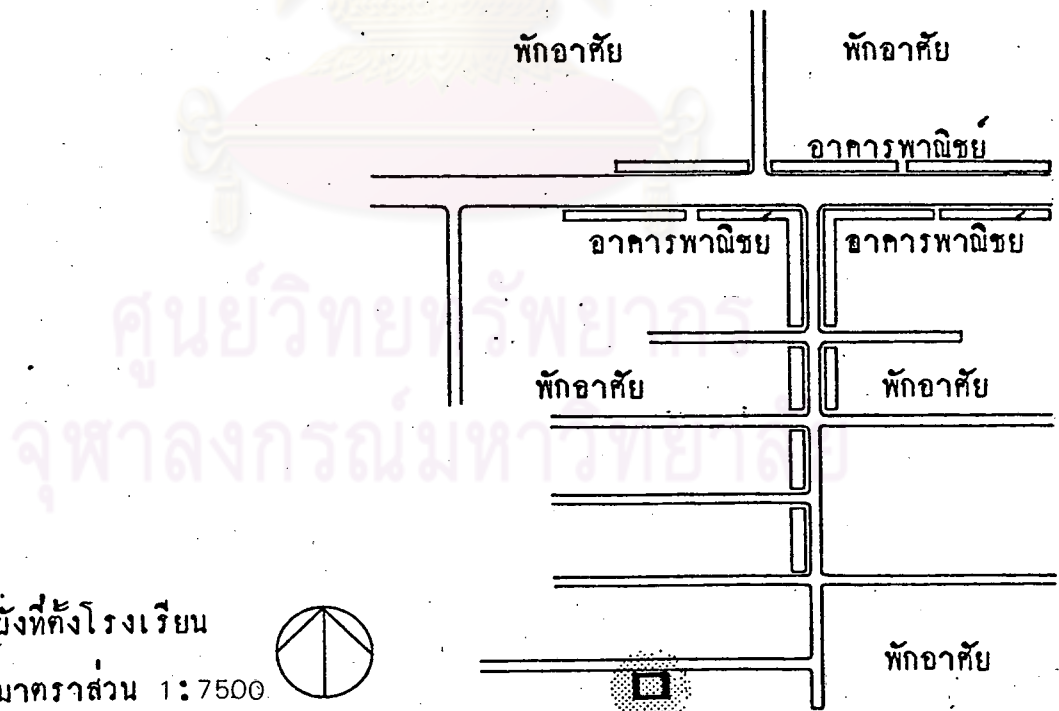 พักอาศัย พักอาศัย
อาคารพาณิชย์
อาคารพาณิชย อาคารพาณิชย
ศูนย์วิทยทรัพยากร
พักอาศัย พักอาศัย
จุฬาลงกรณ์มหาวิทยาลัย
ผังที่ตั้งโรงเรียน
พักอาศัย
มาตราส่วน 1:7500